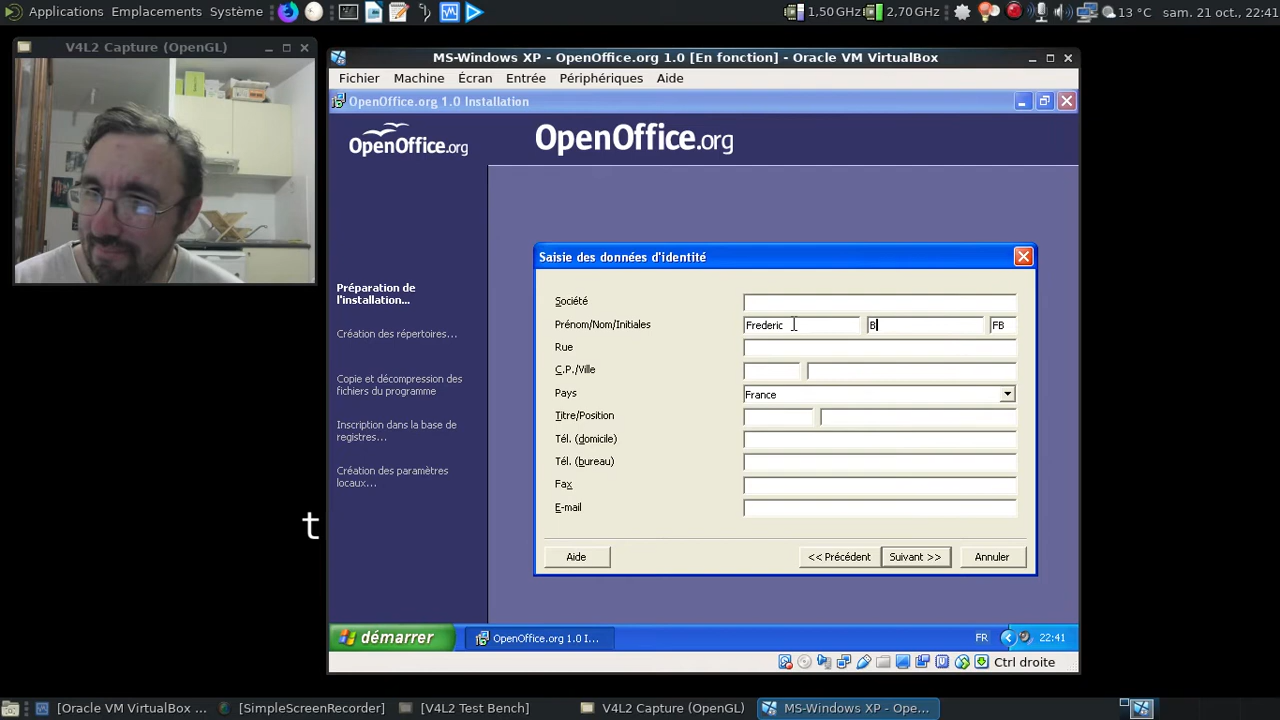 Applications Emplacements Système 1,50 GHz 2,70 GHz 13 °C sam. 21 oct., 22:41
V4L2 Capture (OpenGL)
MS-Windows XP - OpenOffice.org 1.0 [En fonction] - Oracle VM VirtualBox
Fichier Machine Écran Entrée Périphériques Aide
OpenOffice.org 1.0 Installation
OpenOffice.org
OpenOffice.org
Préparation de
l'installation...
Création des répertoires...
Copie et décompression des
fichiers du programme
Inscription dans la base de
registres...
Création des paramètres
locaux...
Saisie des données d'identité
Société
Prénom/Nom/Initiales Frederic B FB
Rue
C.P./Ville
Pays France
Titre/Position
Tél. (domicile)
Tél. (bureau)
Fax
E-mail
Aide << Précédent Suivant >> Annuler
t
démarrer OpenOffice.org 1.0 I... FR 22:41
Ctrl droite
[Oracle VM VirtualBox ... [SimpleScreenRecorder] [V4L2 Test Bench] V4L2 Capture (OpenGL) MS-Windows XP - Ope...